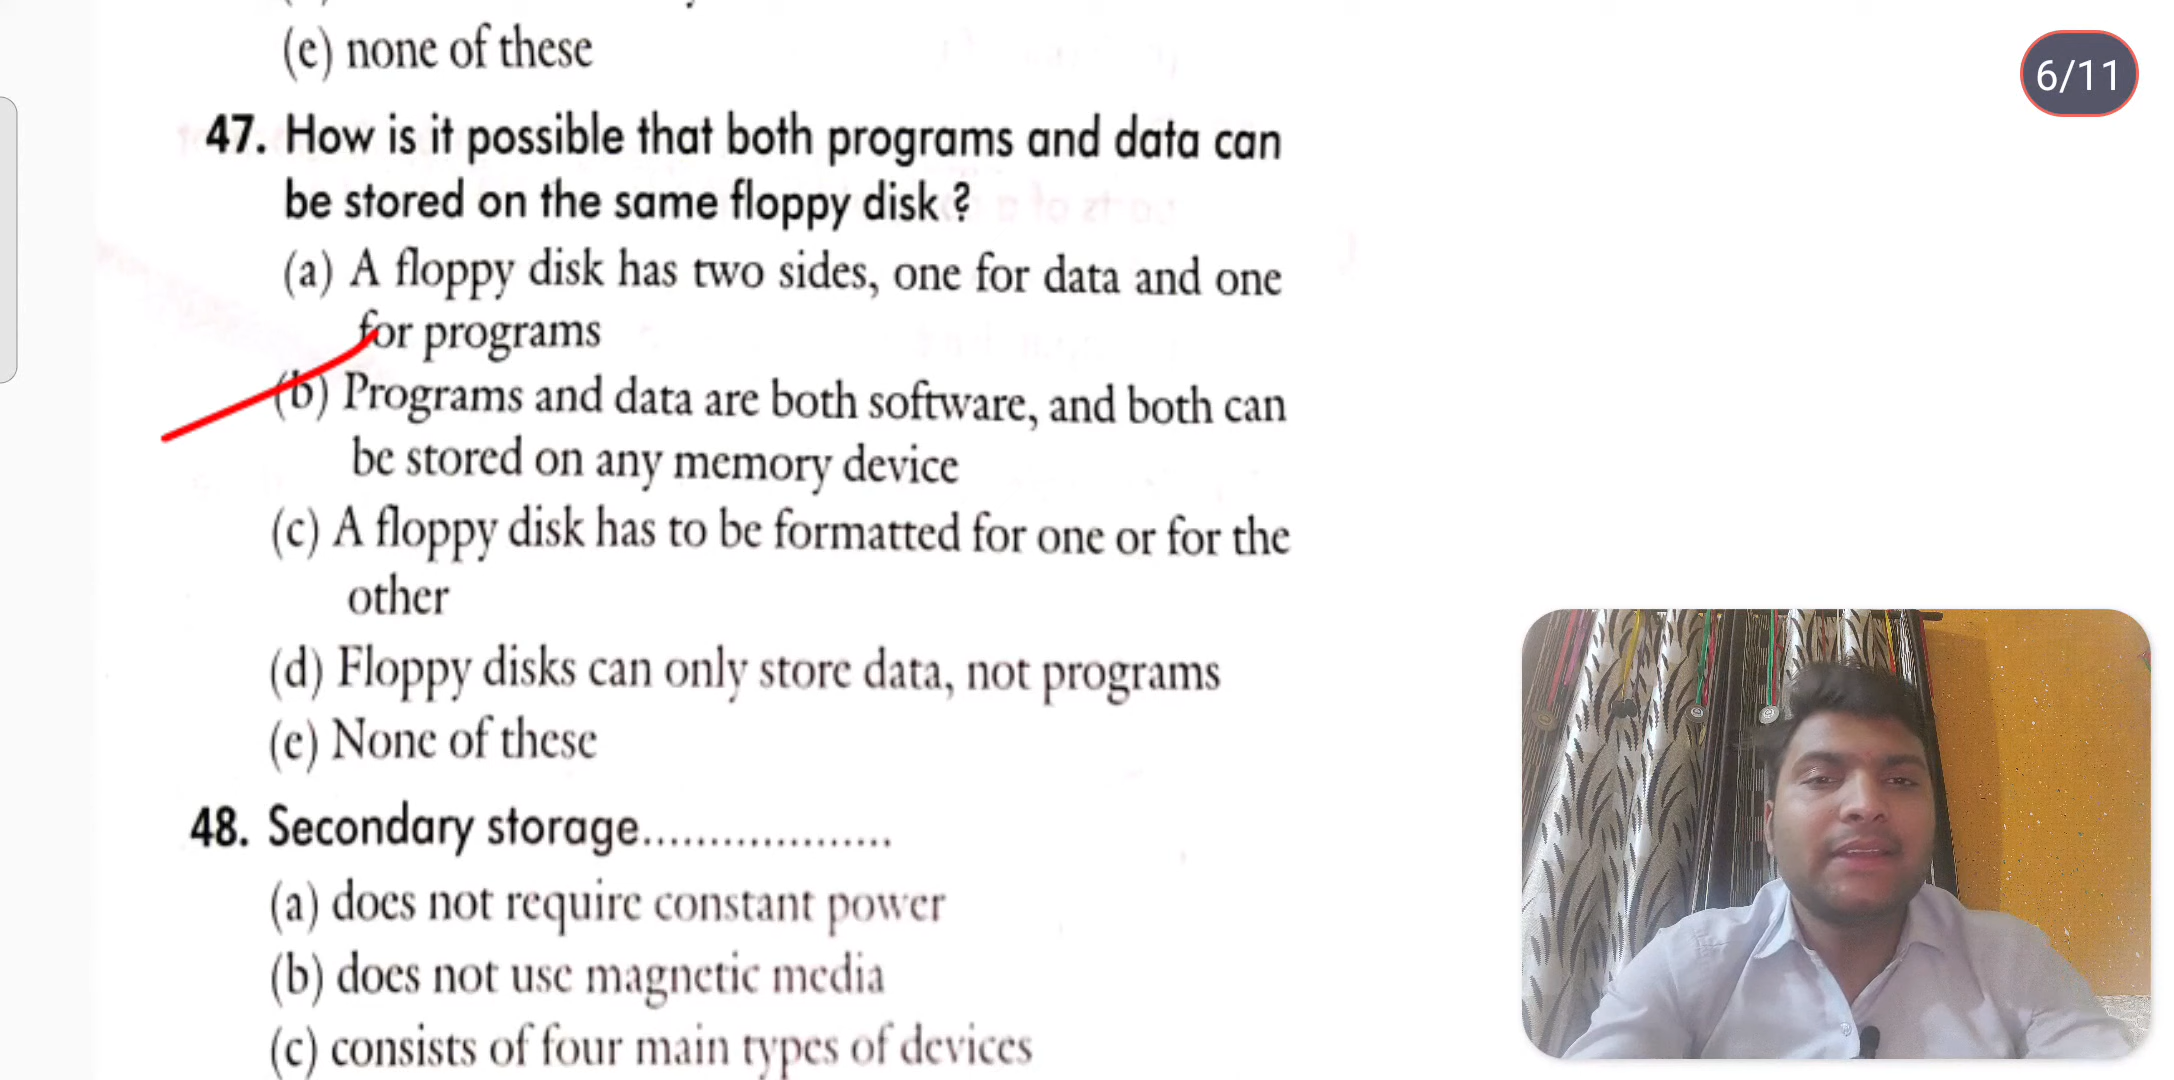 (e) none of these
6/11
47. How is it possible that both programs and data can
be stored on the same floppy disk ?
(a) A floppy disk has two sides, one for data and one
for programs
(b) Programs and data are both software, and both can
be stored on any memory device
(c) A floppy disk has to be formatted for one or for the
other
(d) Floppy disks can only store data, not programs
(e) None of these
48. Secondary storage...................
(a) does not require constant power
(b) does not use magnetic media
(c) consists of four main types of devices